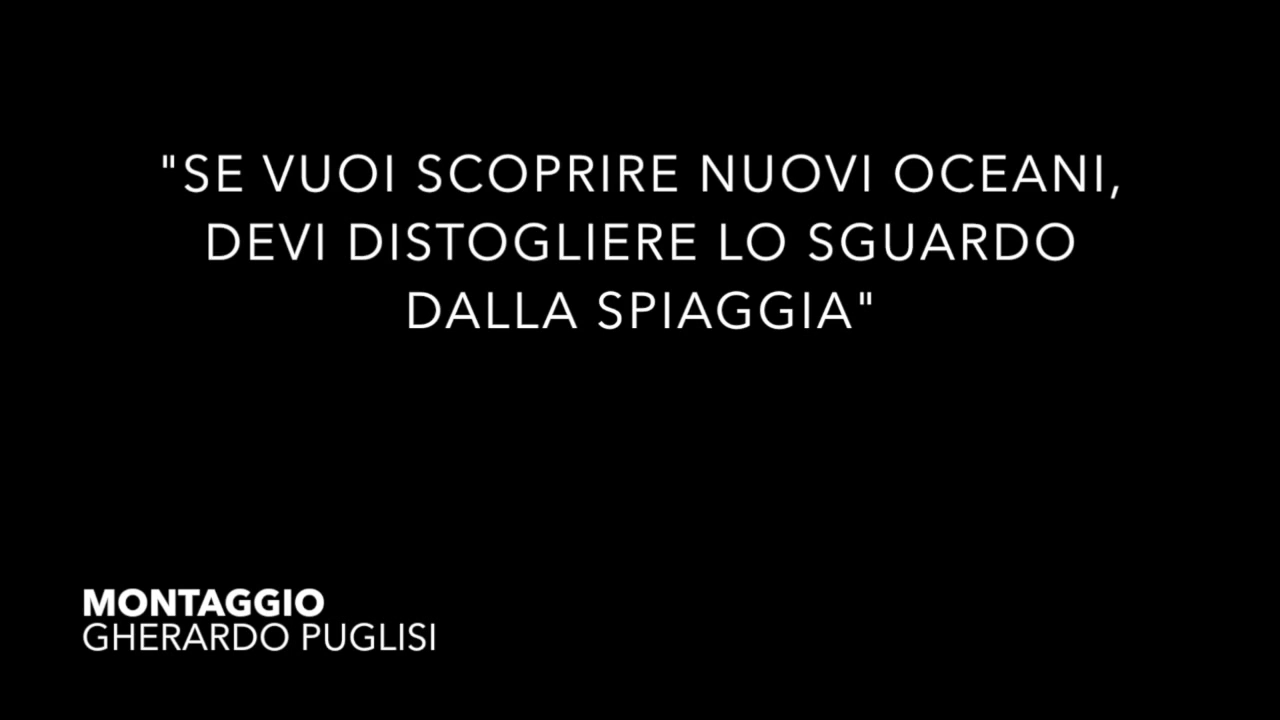 "SE VUOI SCOPRIRE NUOVI OCEANI,
DEVI DISTOGLIERE LO SGUARDO
DALLA SPIAGGIA"
MONTAGGIO
GHERARDO PUGLISI